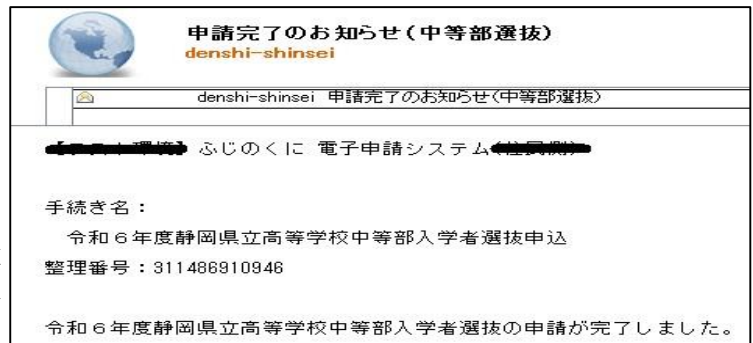 申請完了のお知らせ(中等部選抜)
denshi-shinsei
denshi-shinsei 申請完了のお知らせ(中等部選抜)
ふじのくに 電子申請システム
手続き名:
令和6年度静岡県立高等学校中等部入学者選抜申込
整理番号:311486910946
令和6年度静岡県立高等学校中等部入学者選抜の申請が完了しました。